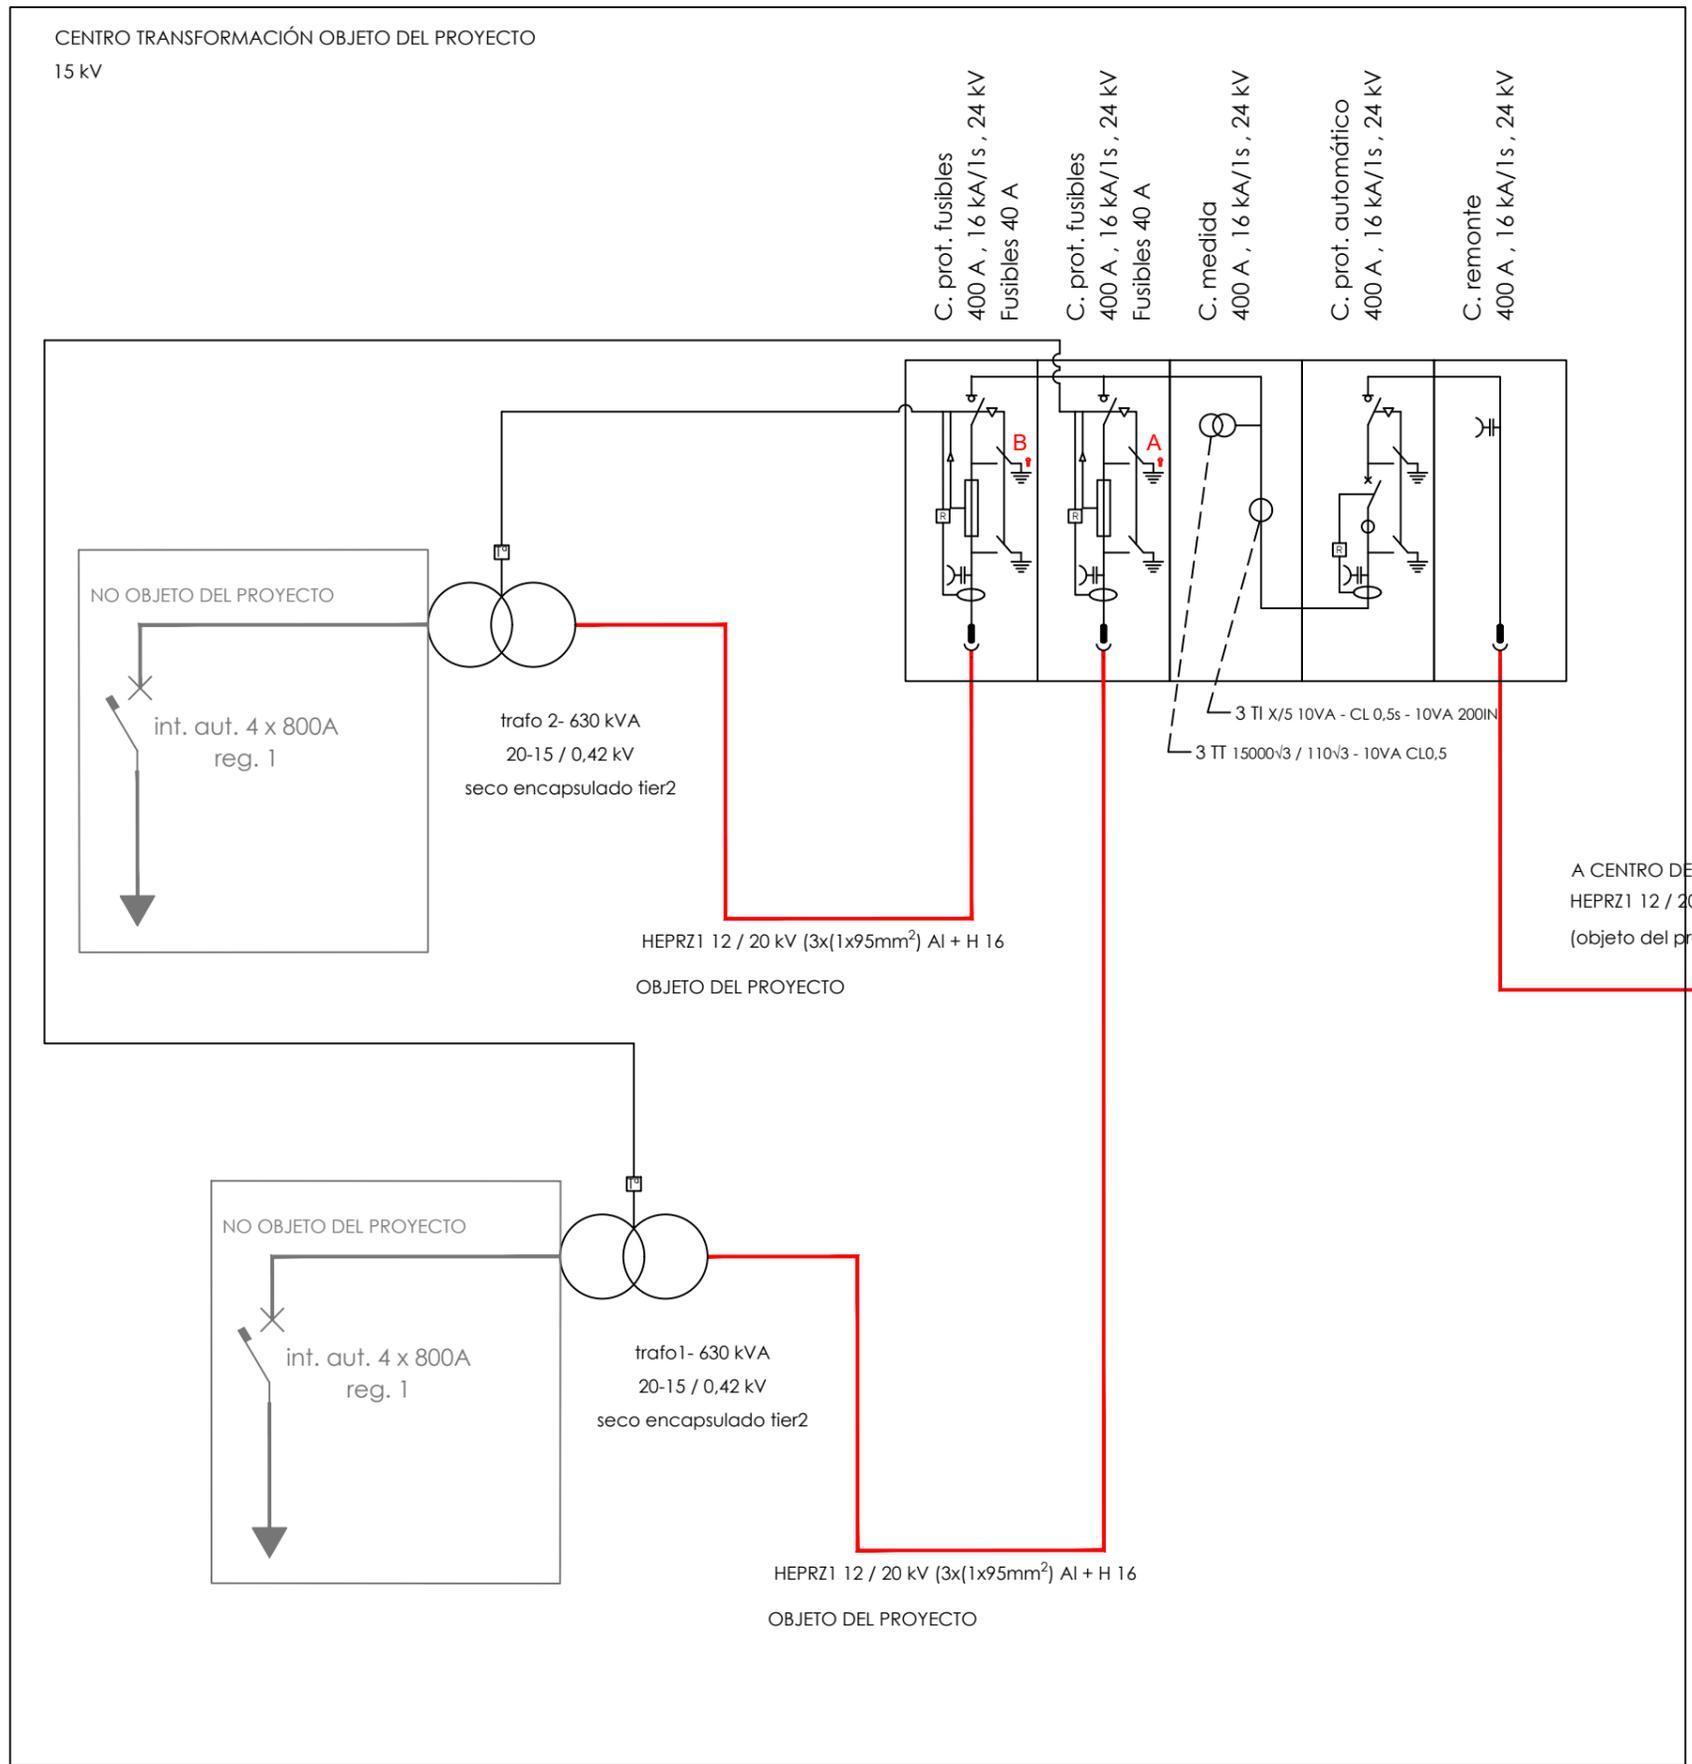 CENTRO TRANSFORMACIÓN OBJETO DEL PROYECTO
15 kV
C. prot. fusibles
400 A , 16 kA/1s , 24 kV
Fusibles 40 A
C. prot. fusibles
400 A , 16 kA/1s , 24 kV
Fusibles 40 A
C. medida
400 A , 16 kA/1s , 24 kV
C. prot. automático
400 A , 16 kA/1s , 24 kV
C. remonte
400 A , 16 kA/1s , 24 kV
B
A
R
R
R
Tª
NO OBJETO DEL PROYECTO
int. aut. 4 x 800A
reg. 1
trafo 2- 630 kVA
20-15 / 0,42 kV
seco encapsulado tier2
3 TI X/5 10VA - CL 0,5s - 10VA 200IN
3 TT 15000√3 / 110√3 - 10VA CL0,5
A CENTRO DE
HEPRZ1 12 / 20
(objeto del pr
HEPRZ1 12 / 20 kV (3x(1x95mm²) Al + H 16
OBJETO DEL PROYECTO
Tª
NO OBJETO DEL PROYECTO
int. aut. 4 x 800A
reg. 1
trafo1- 630 kVA
20-15 / 0,42 kV
seco encapsulado tier2
HEPRZ1 12 / 20 kV (3x(1x95mm²) Al + H 16
OBJETO DEL PROYECTO